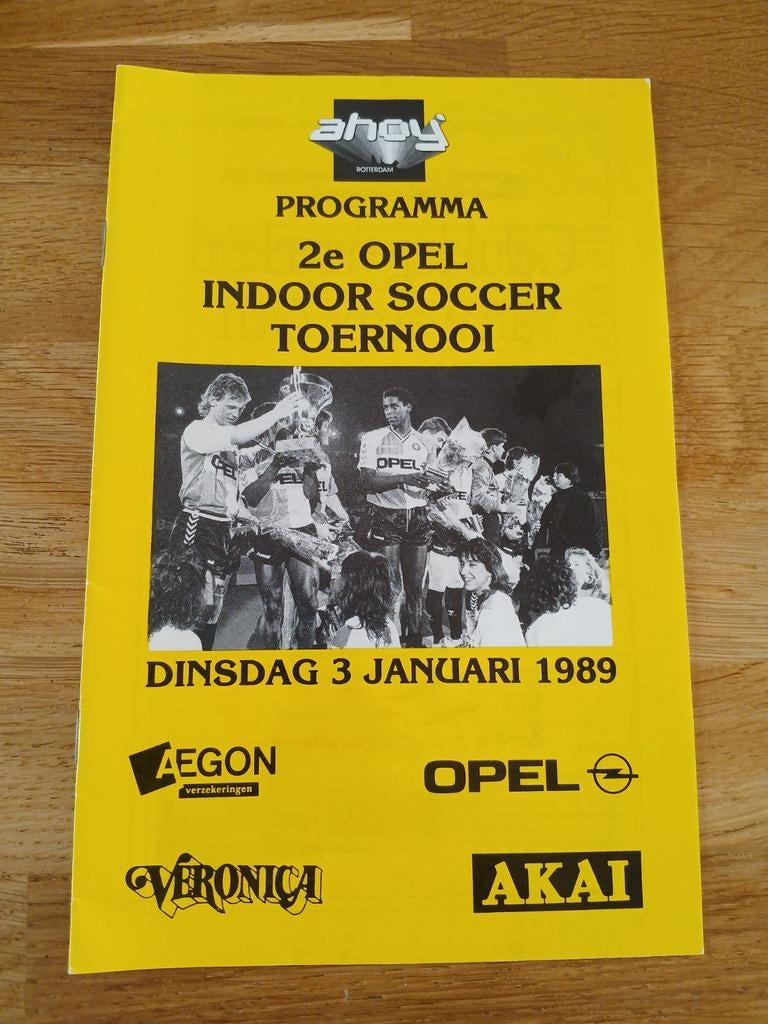 ahoy'
ROTTERDAM
PROGRAMMA
2e OPEL
INDOOR SOCCER
TOERNOOI
OPEL
DINSDAG 3 JANUARI 1989
AEGON
verzekeringen
OPEL
VERONICA
AKAI